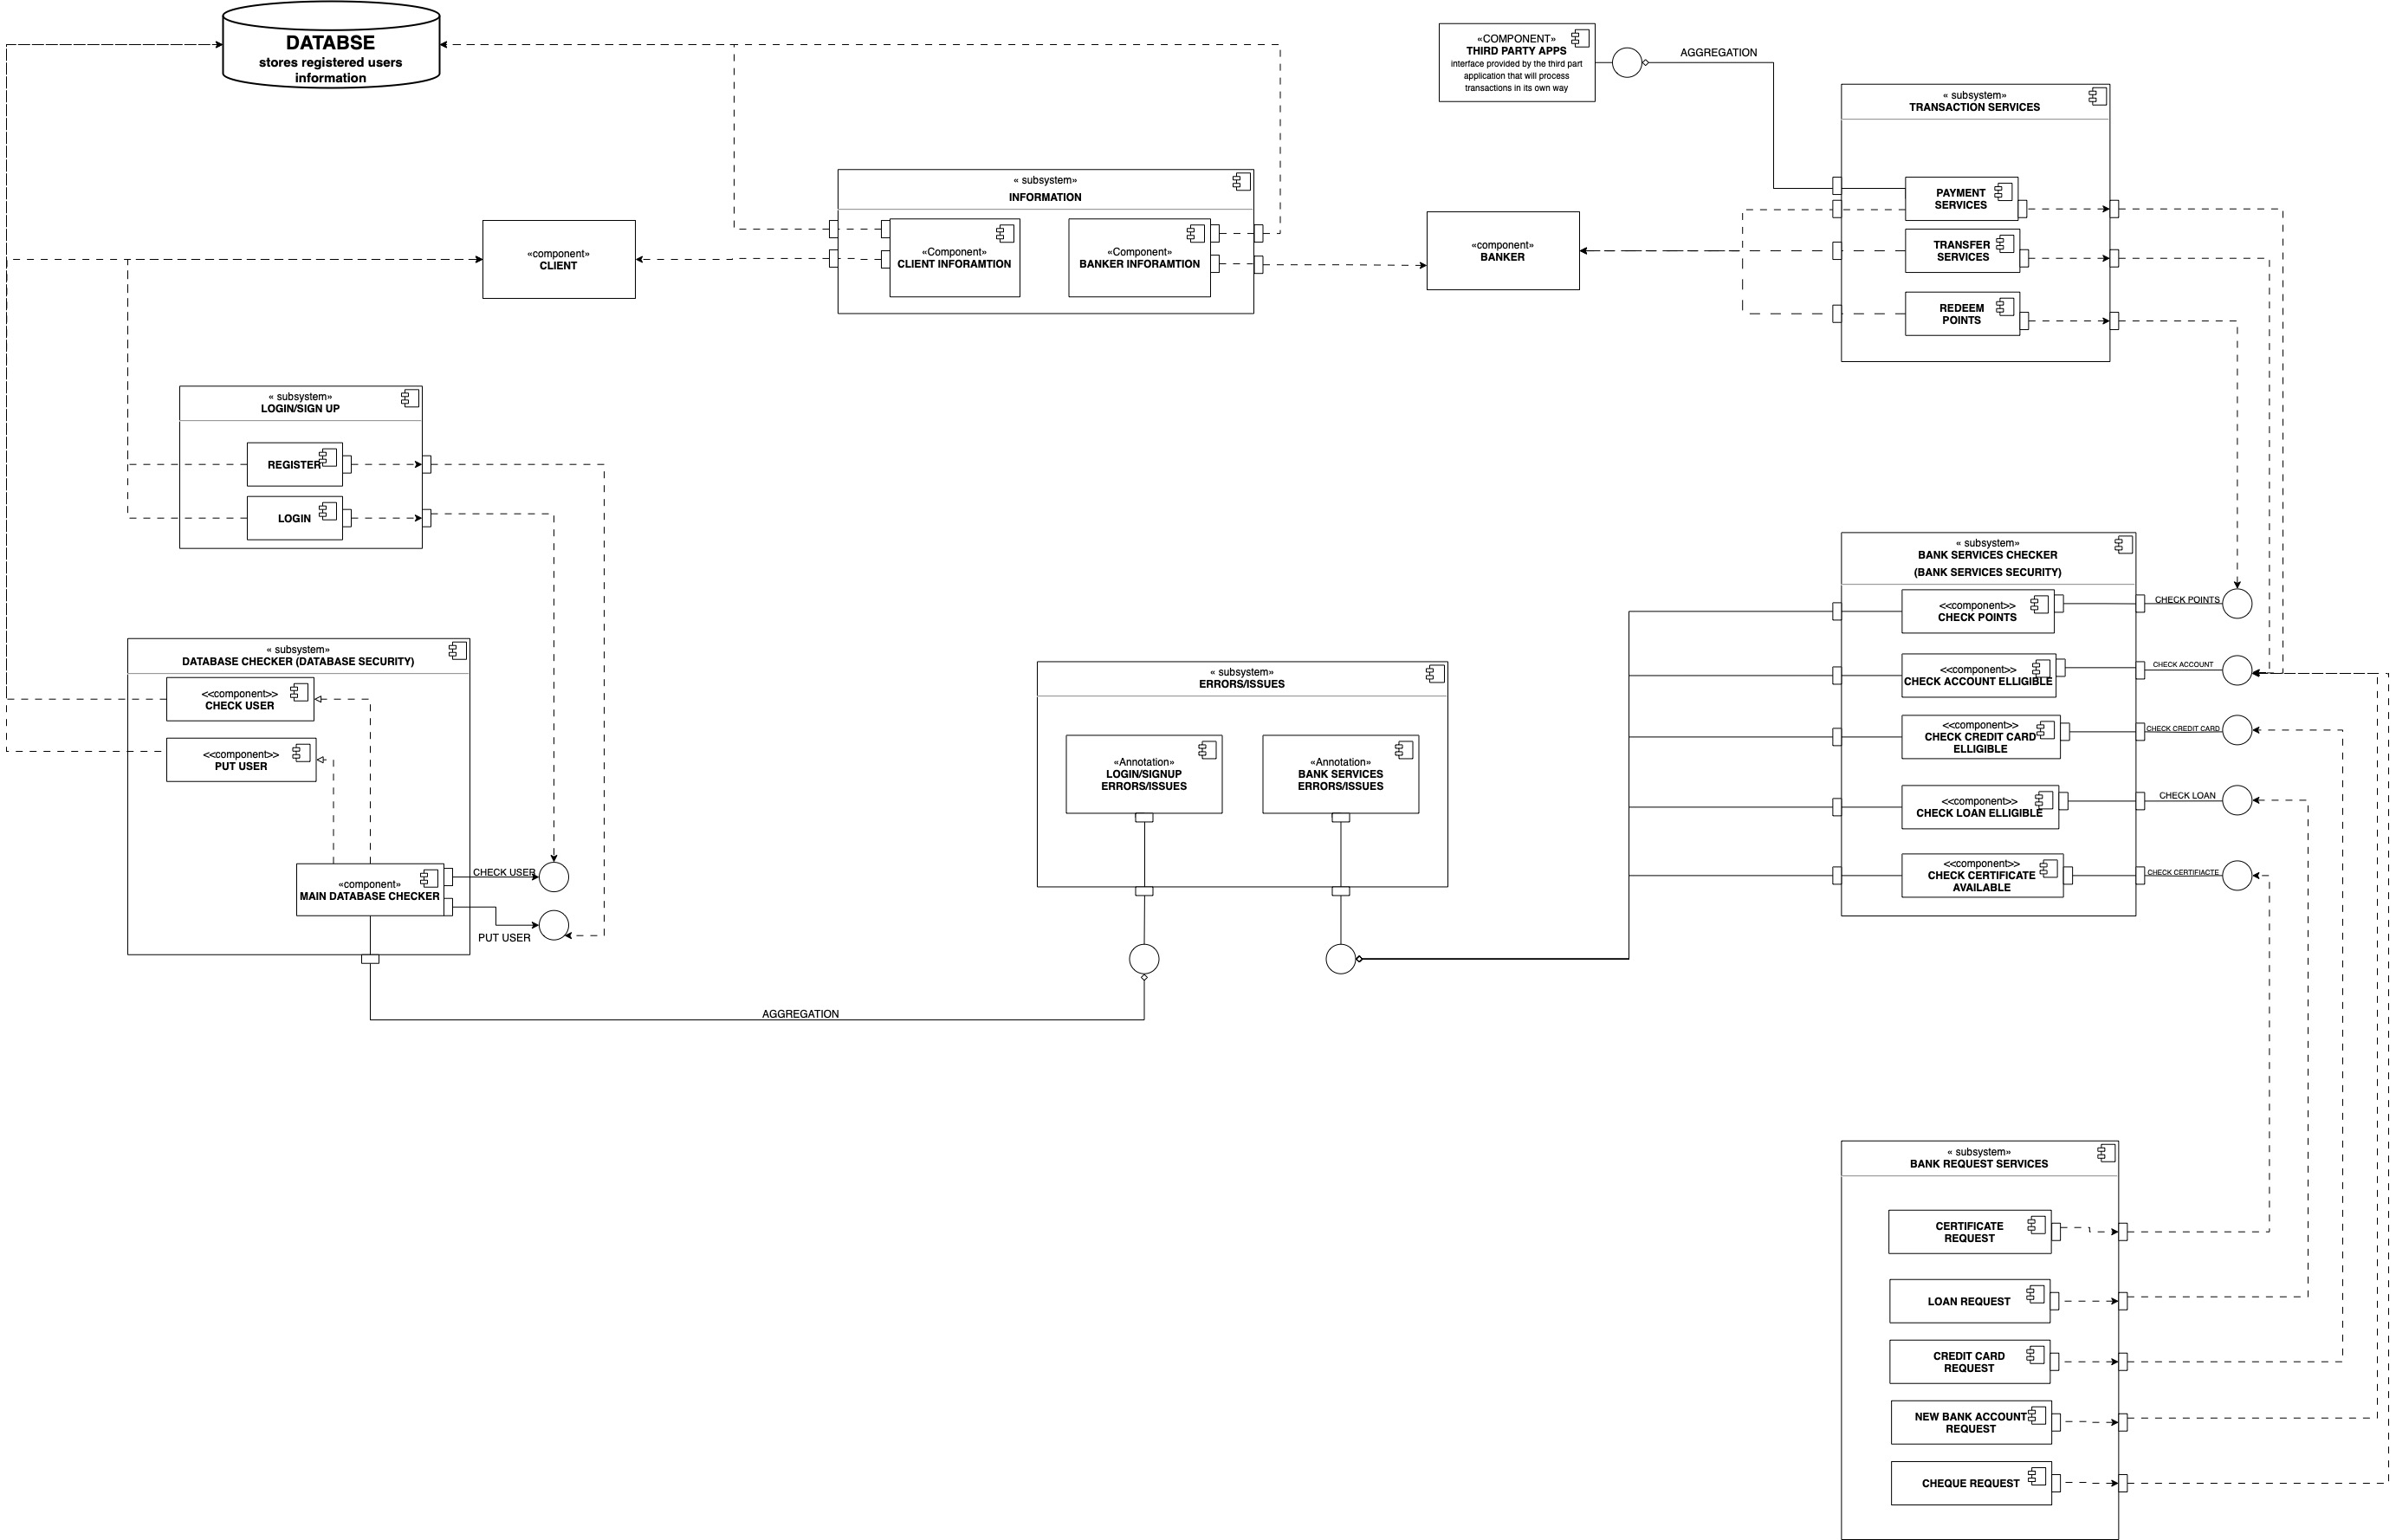 DATABSE
stores registered users
information
«COMPONENT»
THIRD PARTY APPS
interface provided by the third part
application that will process
transactions in its own way
AGGREGATION
« subsystem»
TRANSACTION SERVICES
PAYMENT
SERVICES
TRANSFER
SERVICES
REDEEM
POINTS
« subsystem»
INFORMATION
«Component»
CLIENT INFORAMTION
«Component»
BANKER INFORAMTION
«component»
CLIENT
«component»
BANKER
« subsystem»
LOGIN/SIGN UP
REGISTER
LOGIN
« subsystem»
BANK SERVICES CHECKER
(BANK SERVICES SECURITY)
<<component>>
CHECK POINTS
CHECK POINTS
<<component>>
CHECK ACCOUNT ELLIGIBLE
CHECK ACCOUNT
<<component>>
CHECK CREDIT CARD
ELLIGIBLE
CHECK CREDIT CARD
<<component>>
CHECK LOAN ELLIGIBLE
CHECK LOAN
<<component>>
CHECK CERTIFICATE
AVAILABLE
CHECK CERTIFIACTE
« subsystem»
DATABASE CHECKER (DATABASE SECURITY)
<<component>>
CHECK USER
<<component>>
PUT USER
«component»
MAIN DATABASE CHECKER
CHECK USER
PUT USER
« subsystem»
ERRORS/ISSUES
«Annotation»
LOGIN/SIGNUP
ERRORS/ISSUES
«Annotation»
BANK SERVICES
ERRORS/ISSUES
AGGREGATION
« subsystem»
BANK REQUEST SERVICES
CERTIFICATE
REQUEST
LOAN REQUEST
CREDIT CARD
REQUEST
NEW BANK ACCOUNT
REQUEST
CHEQUE REQUEST